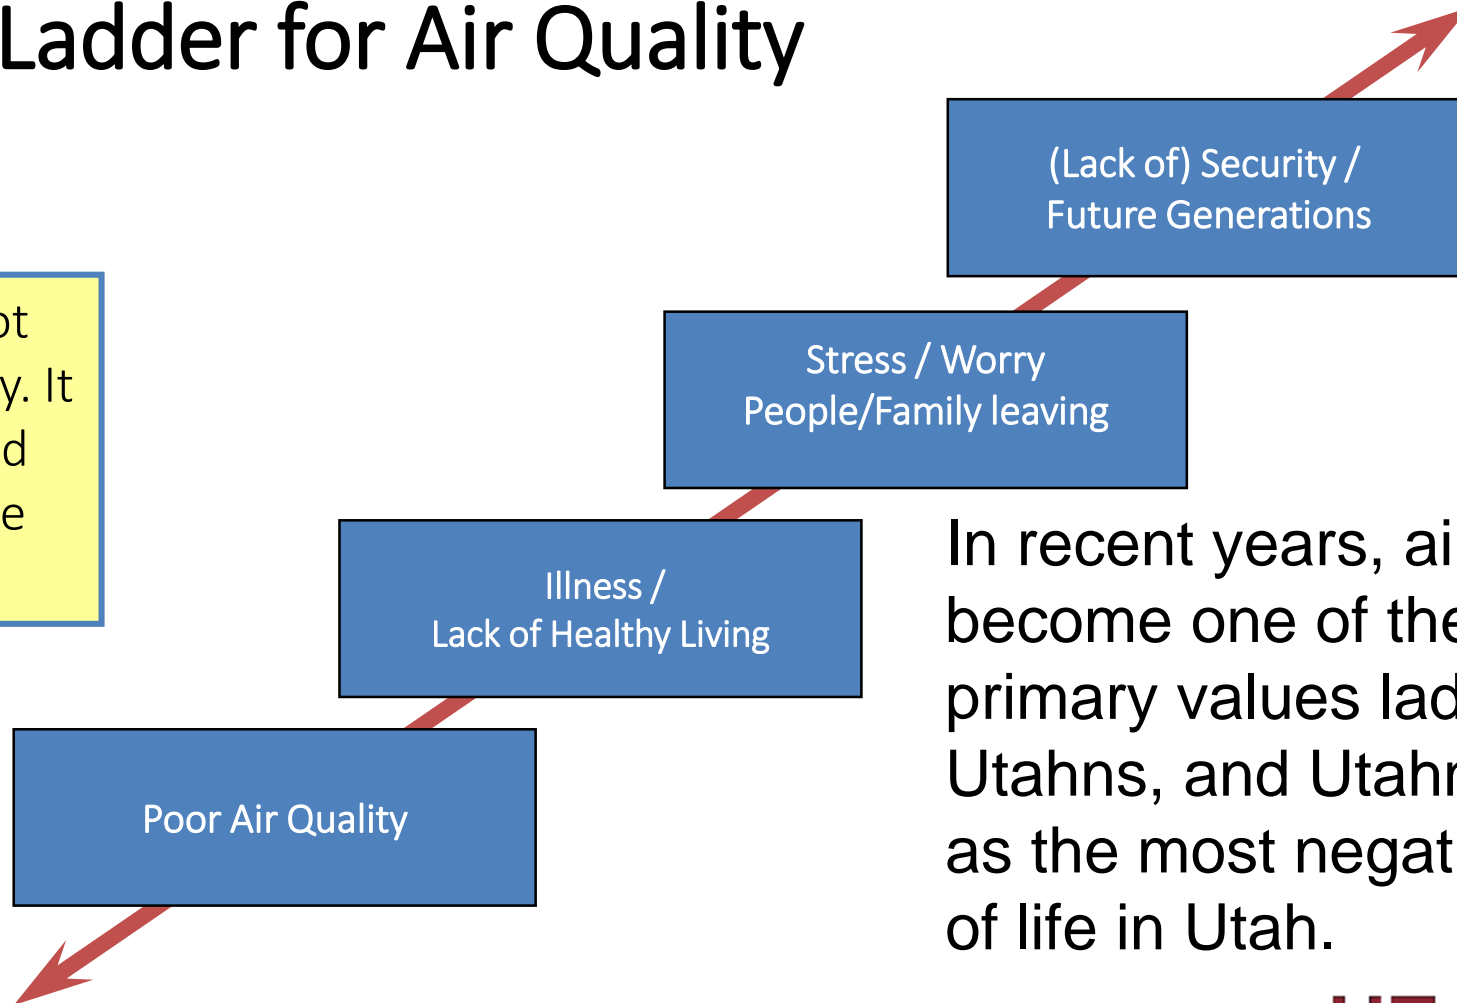 Ladder for Air Quality
(Lack of) Security /
Future Generations
y. It
Stress / Worry
People/Family leaving
Illness /
Lack of Healthy Living
Poor Air Quality
In recent years,
become one of the
primary values
Utahns, and
as the most
of life in Utah.